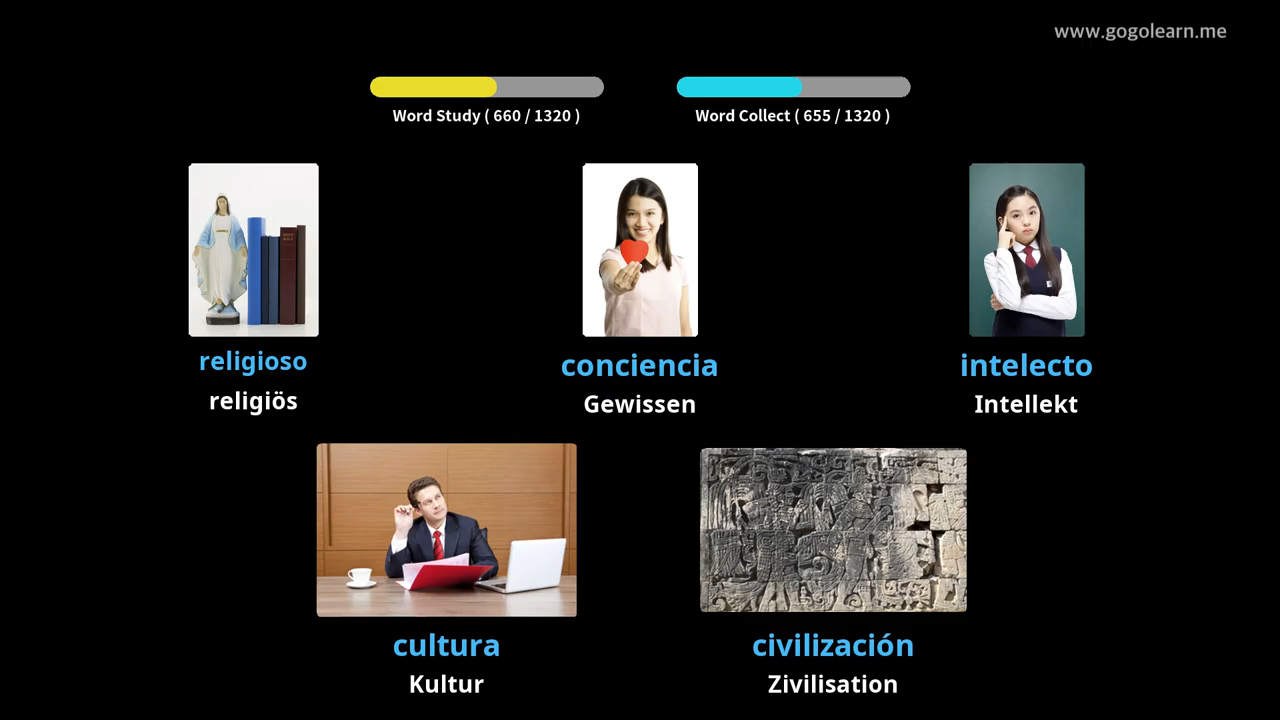 www.gogolearn.me
Word Study ( 660 / 1320 )
Word Collect ( 655 / 1320 )
religioso
religiös
conciencia
Gewissen
intelecto
Intellekt
cultura
Kultur
civilización
Zivilisation